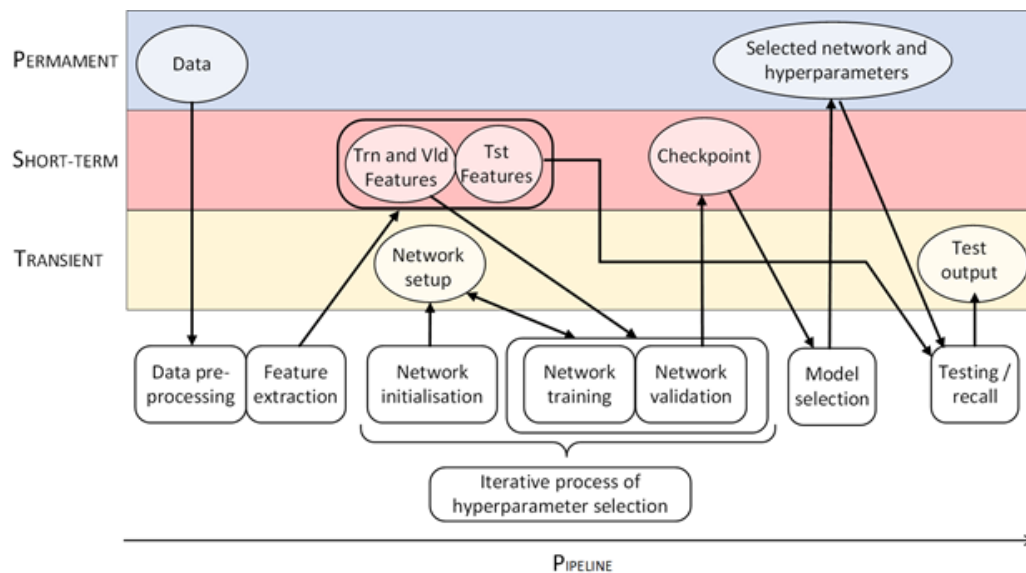 PERMAMENT
Data
Selected network and
hyperparameters
SHORT-TERM
Trn and Vld
Features
Tst
Features
Checkpoint
TRANSIENT
Network
setup
Test
output
Data pre-
processing
Feature
extraction
Network
initialisation
Network
training
Network
validation
Model
selection
Testing /
recall
Iterative process of
hyperparameter selection
PIPELINE